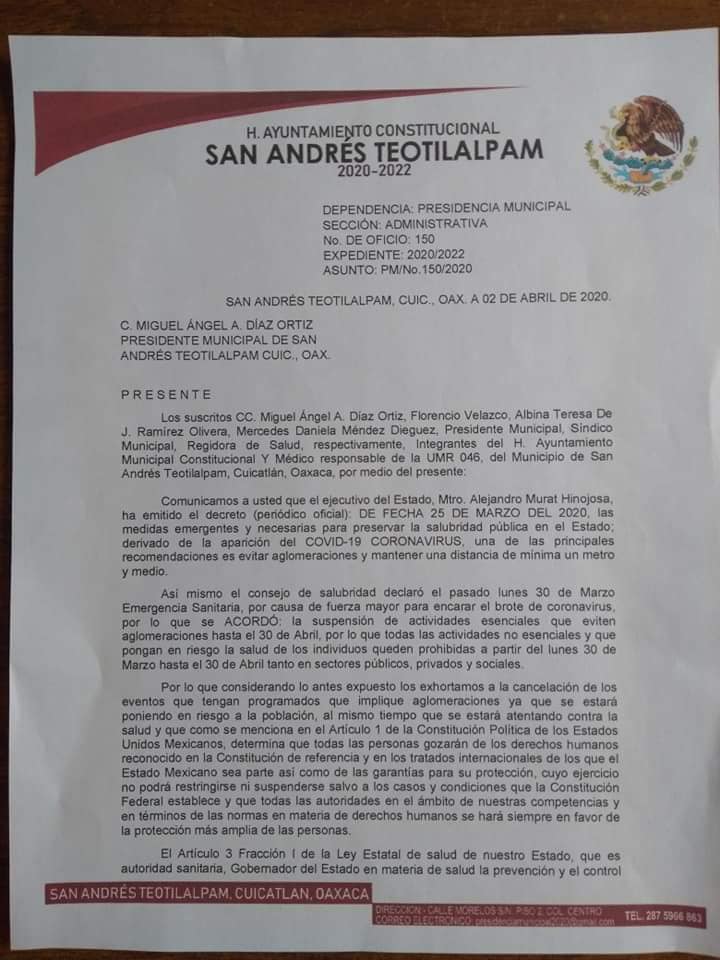 H. AYUNTAMIENTO CONSTITUCIONAL
SAN ANDRÉS TEOTILALPAM
2020-2022
DEPENDENCIA: PRESIDENCIA MUNICIPAL
SECCIÓN: ADMINISTRATIVA
No. DE OFICIO: 150
EXPEDIENTE: 2020/2022
ASUNTO: PM/No.150/2020
SAN ANDRÉS TEOTILALPAM, CUIC., OAX. A 02 DE ABRIL DE 2020.
C. MIGUEL ÁNGEL A. DÍAZ ORTIZ
PRESIDENTE MUNICIPAL DE SAN
ANDRÉS TEOTILALPAM CUIC., OAX.
P R E S E N T E
Los suscritos CC. Miguel Ángel A. Díaz Ortiz, Florencio Velazco, Albina Teresa De
J. Ramírez Olivera, Mercedes Daniela Méndez Dieguez, Presidente Municipal, Síndico
Municipal, Regidora de Salud, respectivamente, Integrantes del H. Ayuntamiento
Municipal Constitucional Y Médico responsable de la UMR 046, del Municipio de San
Andrés Teotilalpam, Cuicatlán, Oaxaca, por medio del presente:
Comunicamos a usted que el ejecutivo del Estado, Mtro. Alejandro Murat Hinojosa,
ha emitido el decreto (periódico oficial): DE FECHA 25 DE MARZO DEL 2020, las
medidas emergentes y necesarias para preservar la salubridad pública en el Estado;
derivado de la aparición del COVID-19 CORONAVIRUS, una de las principales
recomendaciones es evitar aglomeraciones y mantener una distancia de mínima un metro
y medio.
Así mismo el consejo de salubridad declaró el pasado lunes 30 de Marzo
Emergencia Sanitaria, por causa de fuerza mayor para encarar el brote de coronavirus,
por lo que se ACORDÓ: la suspensión de actividades esenciales que eviten
aglomeraciones hasta el 30 de Abril, por lo que todas las actividades no esenciales y que
pongan en riesgo la salud de los individuos queden prohibidas a partir del lunes 30 de
Marzo hasta el 30 de Abril tanto en sectores públicos, privados y sociales.
Por lo que considerando lo antes expuesto los exhortamos a la cancelación de los
eventos que tengan programados que implique aglomeraciones ya que se estará
poniendo en riesgo a la población, al mismo tiempo que se estará atentando contra la
salud y que como se menciona en el Artículo 1 de la Constitución Política de los Estados
Unidos Mexicanos, determina que todas las personas gozarán de los derechos humanos
reconocido en la Constitución de referencia y en los tratados internacionales de los que el
Estado Mexicano sea parte así como de las garantías para su protección, cuyo ejercicio
no podrá restringirse ni suspenderse salvo a los casos y condiciones que la Constitución
Federal establece y que todas las autoridades en el ámbito de nuestras competencias y
en términos de las normas en materia de derechos humanos se hará siempre en favor de
la protección más amplia de las personas.
El Artículo 3 Fracción I de la Ley Estatal de salud de nuestro Estado, que es
autoridad sanitaria, Gobernador del Estado en materia de salud la prevención y el control
SAN ANDRÉS TEOTILALPAM, CUICATLAN, OAXACA
DIRECCION:- CALLE MORELOS S/N. PISO 2, COL. CENTRO
CORREO ELECTRÓNICO: presidenciamunicipal2020@gmail.com
TEL. 287 5966 863